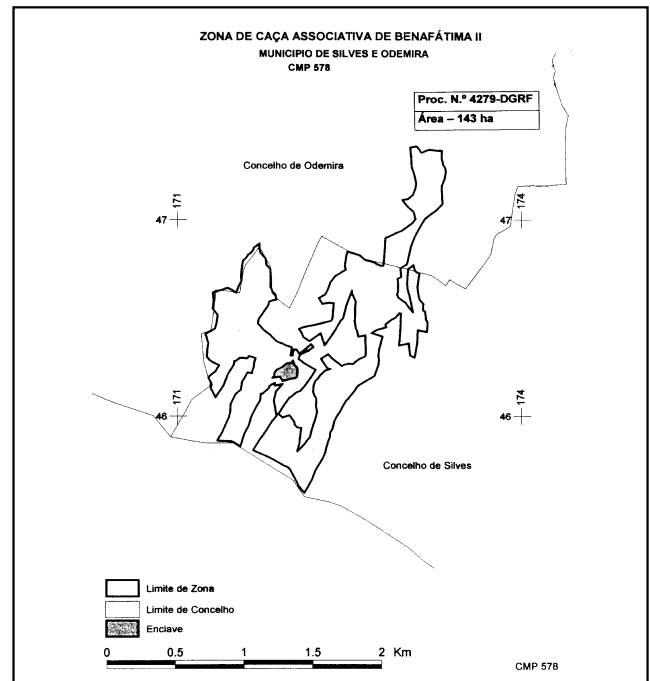 ZONA DE CAÇA ASSOCIATIVA DE BENAFÁTIMA II
MUNICIPIO DE SILVES E ODEMIRA
CMP 578
Proc. N.º 4279-DGRF
Área – 143 ha
Concelho de Odemira
47 171
47 174
46 171
46 174
Concelho de Silves
Limite de Zona
Limite de Concelho
Enclave
0 0.5 1 1.5 2 Km
CMP 578